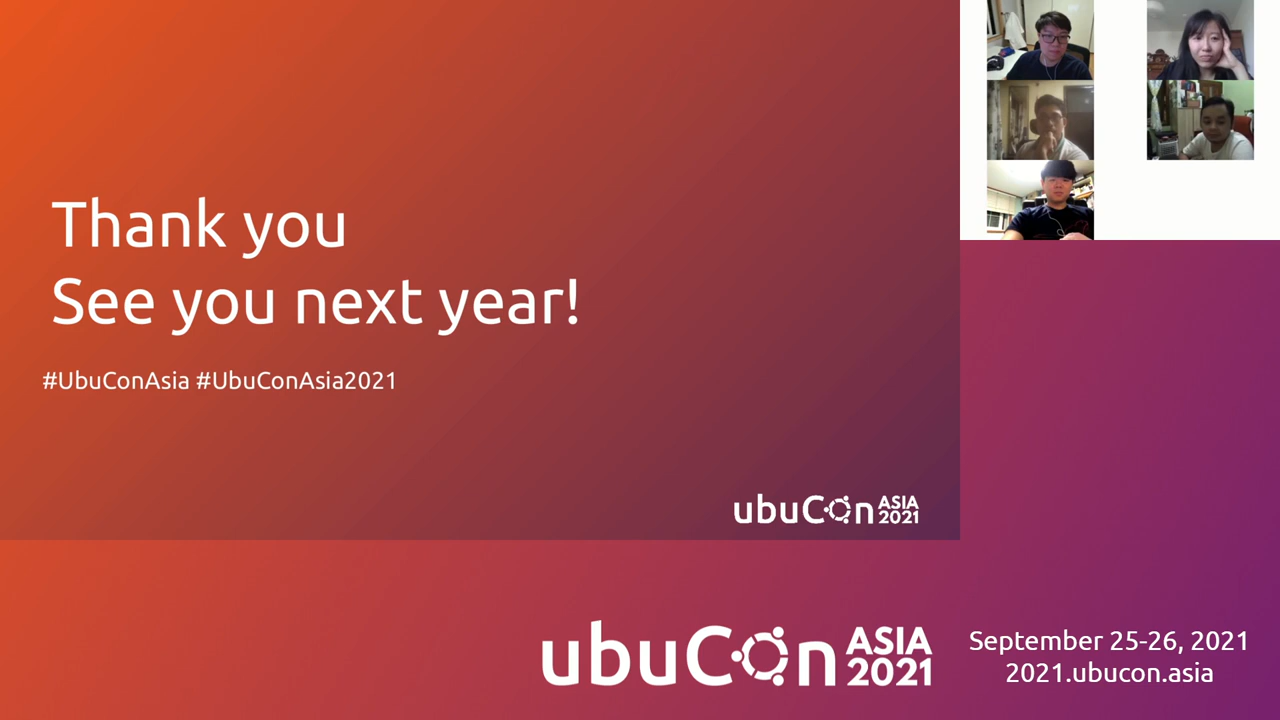 Thank you
See you next year!
#UbuConAsia #UbuConAsia2021
ubuCon ASIA 2021
ubuCon ASIA 2021
September 25-26, 2021
2021.ubucon.asia